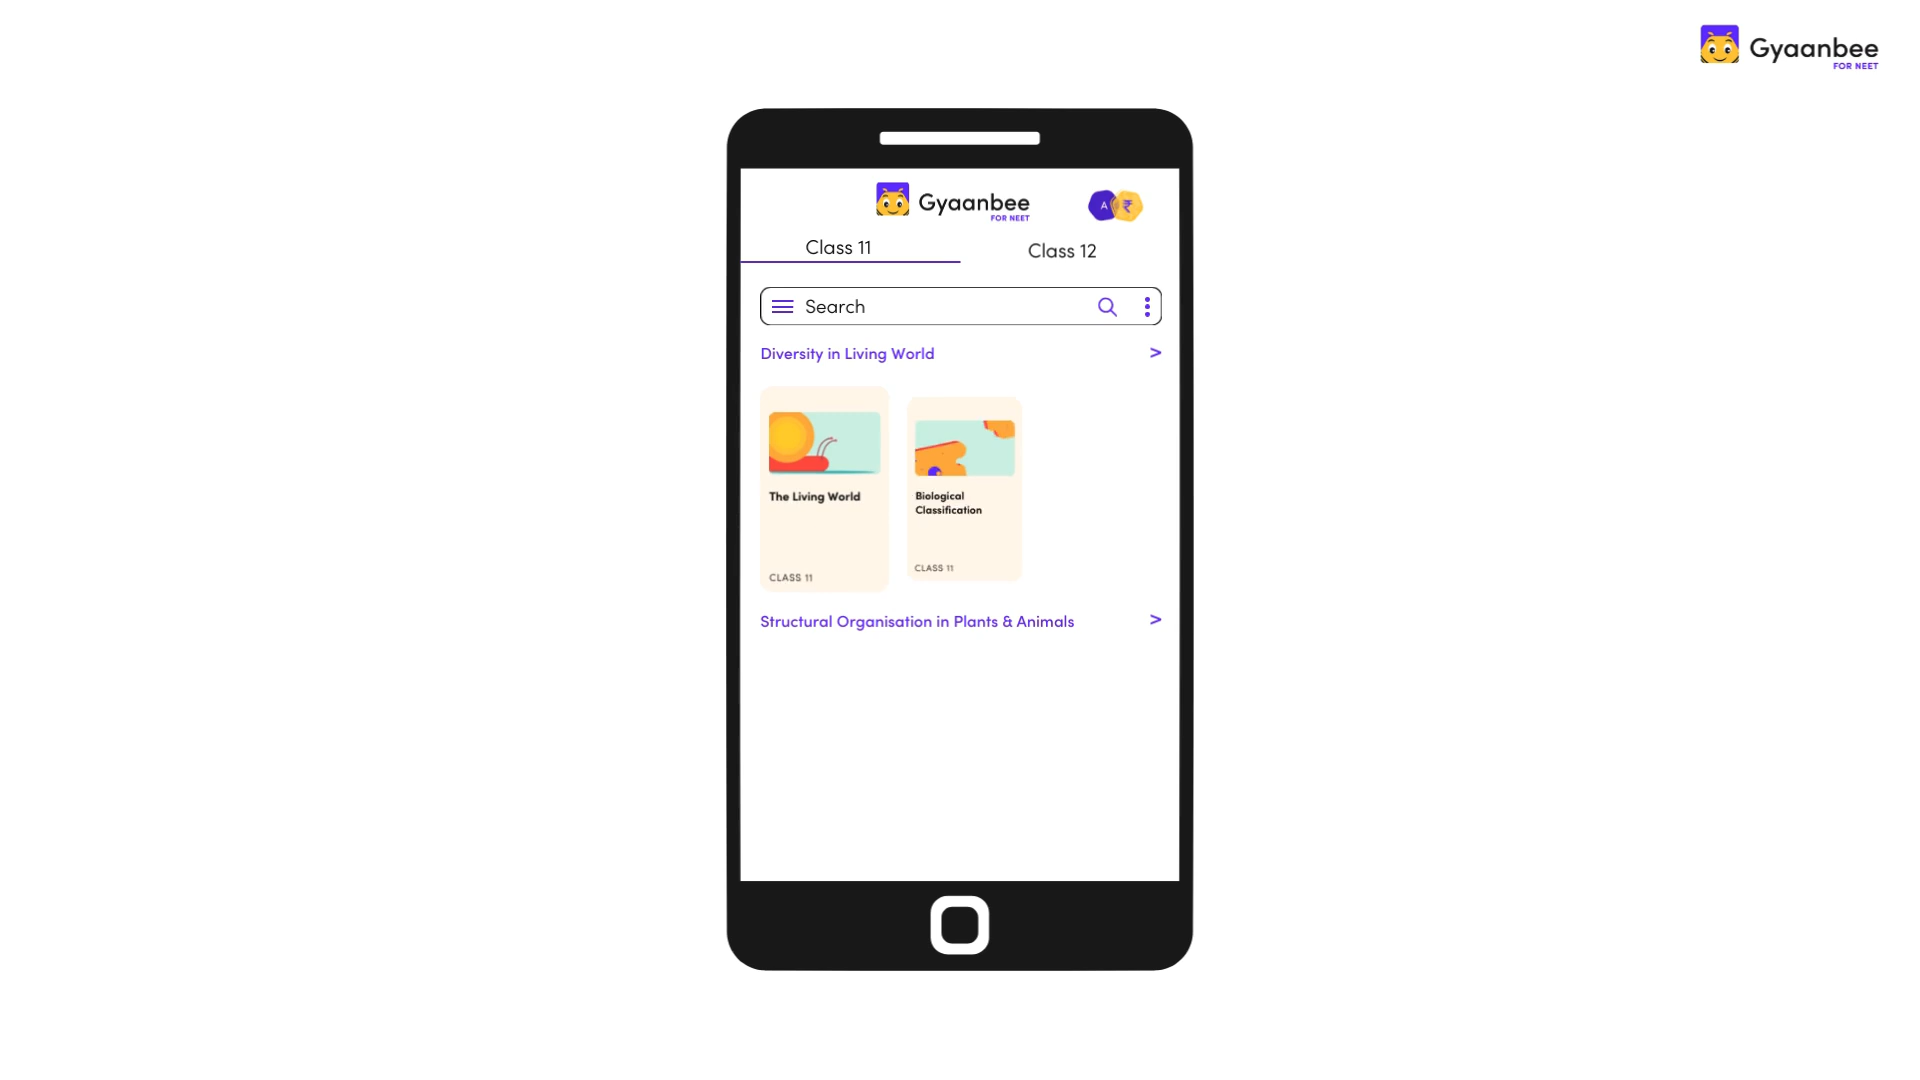 Gyaanbee
FOR NEET
Gyaanbee
FOR NEET
A ₹
Class 11
Class 12
Search
Diversity in Living World >
The Living World
CLASS 11
Biological
Classification
CLASS 11
Structural Organisation in Plants & Animals >